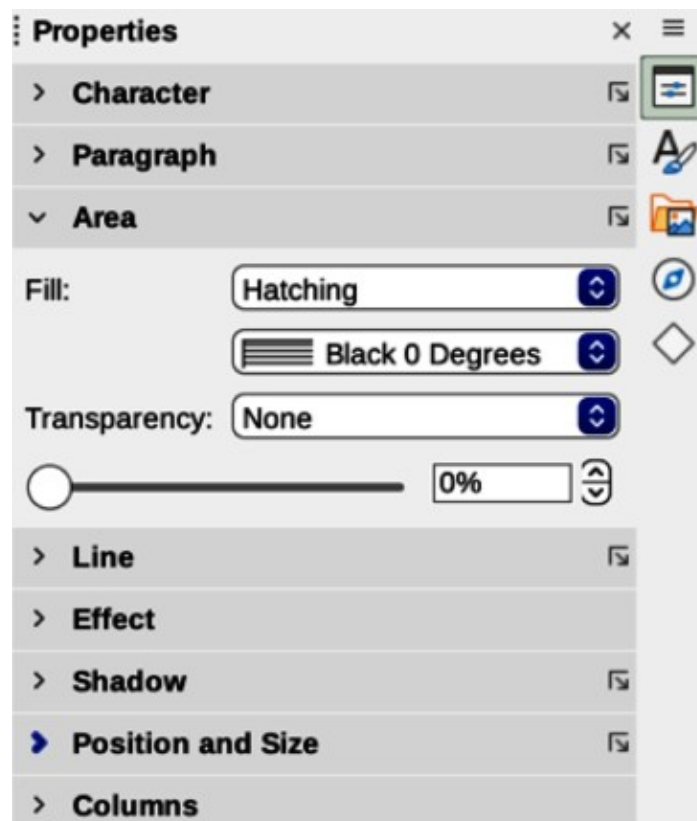 Properties
Character
Paragraph
Area
Fill: Hatching
Black 0 Degrees
Transparency: None
0%
Line
Effect
Shadow
Position and Size
Columns